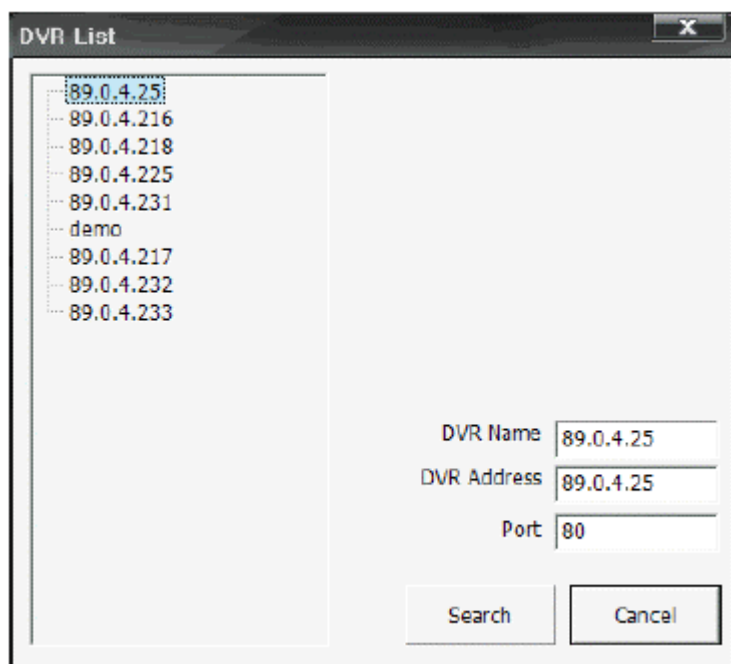 DVR List
X
89.0.4.25
89.0.4.216
89.0.4.218
89.0.4.225
89.0.4.231
demo
89.0.4.217
89.0.4.232
89.0.4.233
DVR Name 89.0.4.25
DVR Address 89.0.4.25
Port 80
Search Cancel